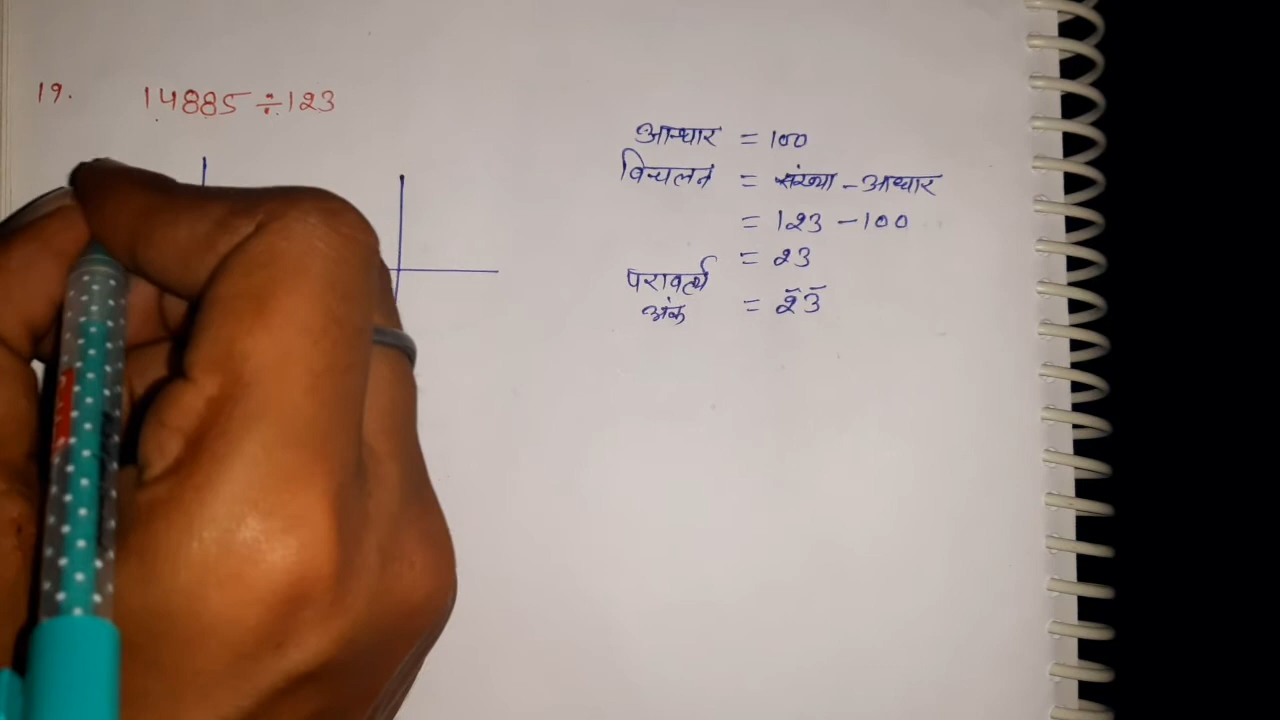 19. 14885 ÷ 123
आधार = 100
विचलन = संख्या - आधार
= 123 - 100
= 23
परावर्त्य
अंक = 2̄3̄